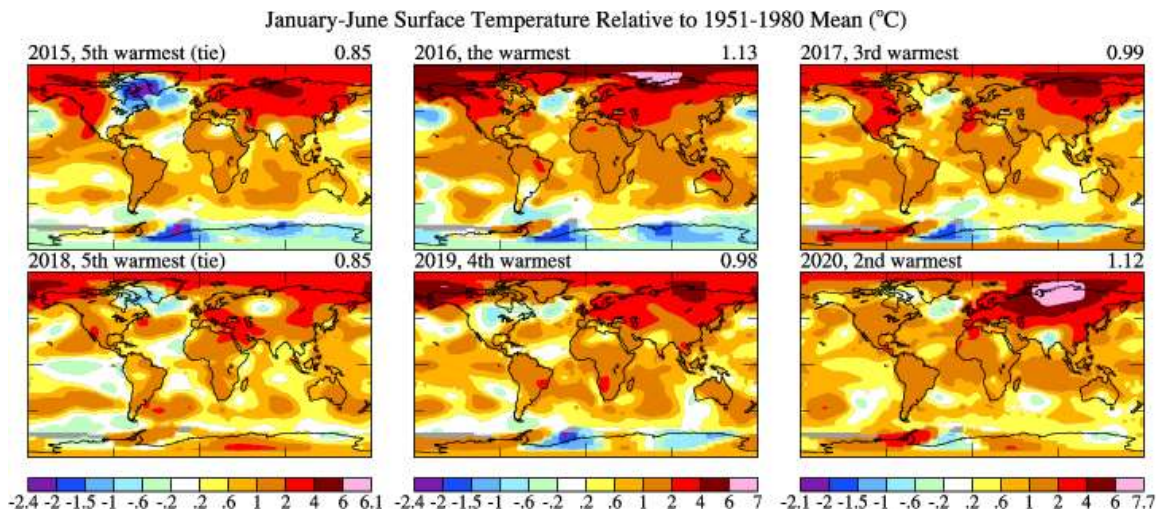 January-June Surface Temperature Relative to 1951-1980 Mean (°C)
2015, 5th warmest (tie) 0.85
2016, the warmest 1.13
2017, 3rd warmest 0.99
2018, 5th warmest (tie) 0.85
2019, 4th warmest 0.98
2020, 2nd warmest 1.12
-2.4 -2 -1.5 -1 -.6 -.2 .2 .6 1 2 4 6 6.1
-2.4 -2 -1.5 -1 -.6 -.2 .2 .6 1 2 4 6 7
-2.1 -2 -1.5 -1 -.6 -.2 .2 .6 1 2 4 6 7.7